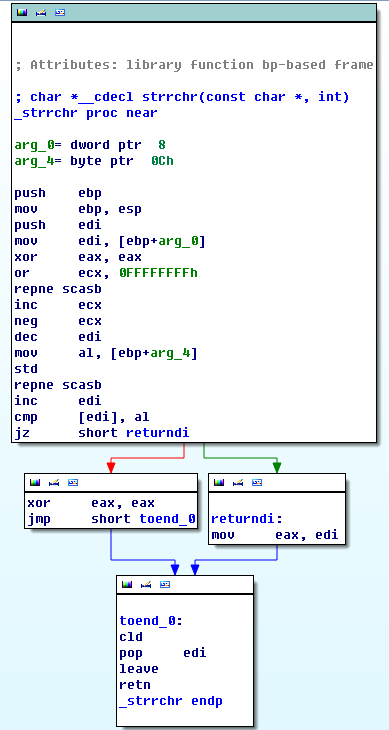 ; Attributes: library function bp-based frame
; char *__cdecl strrchr(const char *, int)
_strrchr proc near
arg_0= dword ptr  8
arg_4= byte ptr  0Ch
push    ebp
mov     ebp, esp
push    edi
mov     edi, [ebp+arg_0]
xor     eax, eax
or      ecx, 0FFFFFFFFh
repne scasb
inc     ecx
neg     ecx
dec     edi
mov     al, [ebp+arg_4]
std
repne scasb
inc     edi
cmp     [edi], al
jz      short returndi
xor     eax, eax
jmp     short toend_0
returndi:
mov     eax, edi
toend_0:
cld
pop     edi
leave
retn
_strrchr endp